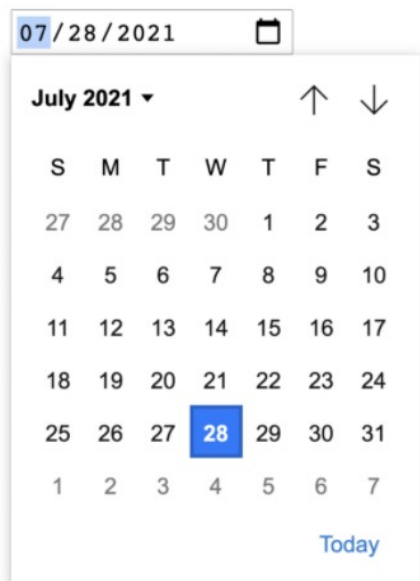 07/28/2021
July 2021
S M T W T F S
27 28 29 30 1 2 3
4 5 6 7 8 9 10
11 12 13 14 15 16 17
18 19 20 21 22 23 24
25 26 27 28 29 30 31
1 2 3 4 5 6 7
Today